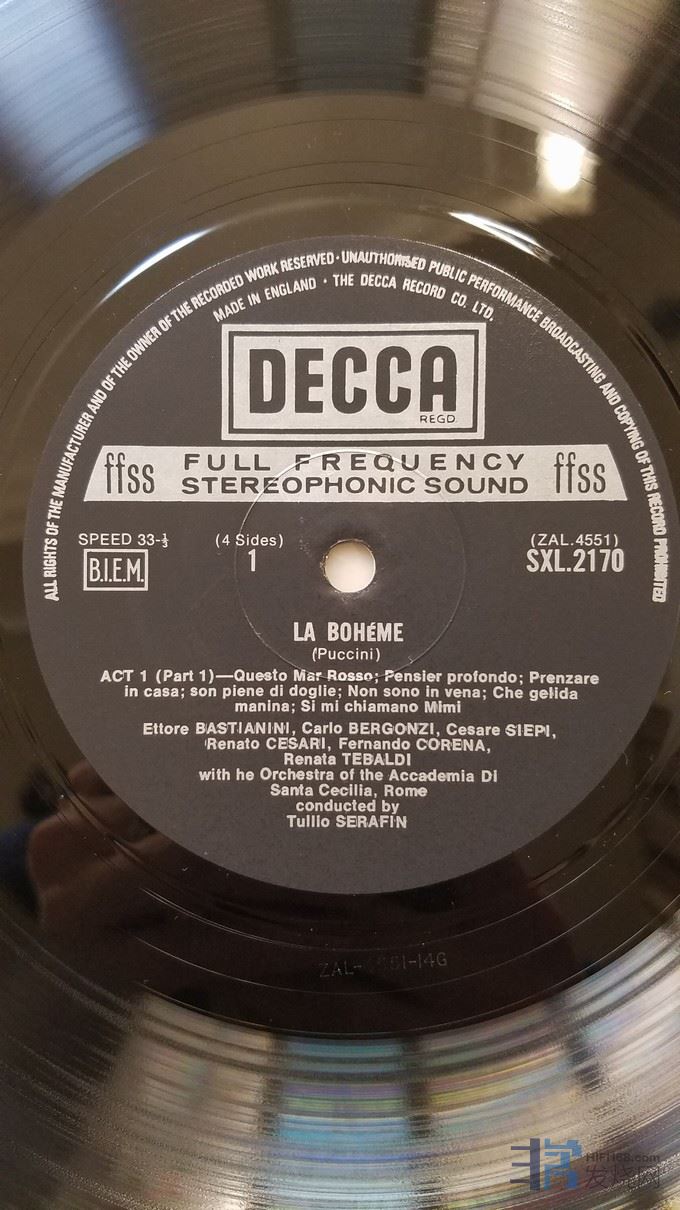 ALL RIGHTS OF THE MANUFACTURER AND OF THE OWNER OF THE RECORDED WORK RESERVED · UNAUTHORISED PUBLIC PERFORMANCE BROADCASTING AND COPYING OF THIS RECORD PROHIBITED
MADE IN ENGLAND · THE DECCA RECORD CO. LTD.
DECCA
REGD.
ffss FULL FREQUENCY ffss
STEREOPHONIC SOUND
SPEED 33-⅓ (4 Sides) (ZAL.4551)
B.I.E.M. 1 SXL.2170
LA BOHéME
(Puccini)
ACT 1 (Part 1)—Questo Mar Rosso; Pensier profondo; Prenzare
in casa; son piene di doglie; Non sono in vena; Che gelida
manina; Si mi chiamano Mimi
Ettore BASTIANINI, Carlo BERGONZI, Cesare SIEPI,
Renato CESARI, Fernando CORENA,
Renata TEBALDI
with he Orchestra of the Accademia DI
Santa Cecilia, Rome
conducted by
Tullio SERAFIN
HIFI168.com
发烧网